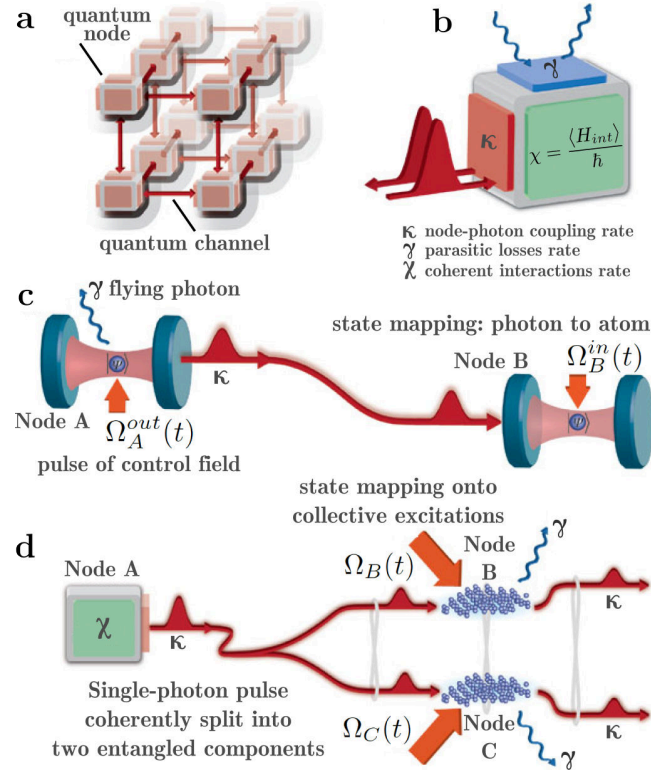 a
quantum
node
quantum channel
b
γ
κ
χ = ⟨H_int⟩/ħ
κ node-photon coupling rate
γ parasitic losses rate
χ coherent interactions rate
c
γ flying photon
κ
Node A
Ω_A^out(t)
pulse of control field
state mapping: photon to atom
Node B
Ω_B^in(t)
ψ
ψ
state mapping onto
collective excitations
d
Node A
χ
κ
Single-photon pulse
coherently split into
two entangled components
Ω_B(t)
Node
B
γ
κ
Ω_C(t)
Node
C
γ
κ